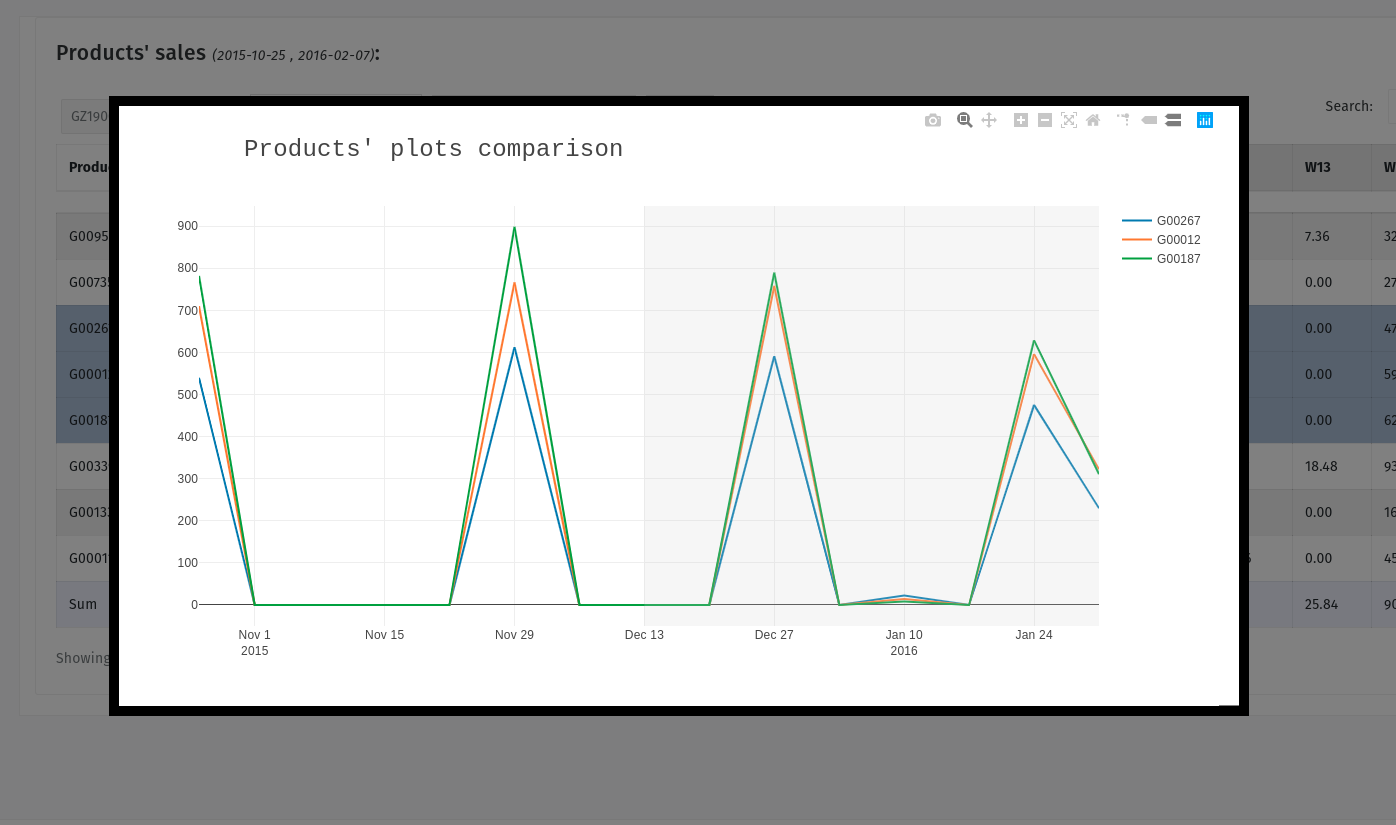 Products' sales (2015-10-25 , 2016-02-07):
GZ190
Search:
Products' plots comparison
Produ
W13
W
G0095
7.36
32
G0073
0.00
27
G0026
0.00
47
G0001
0.00
59
G0018
0.00
62
G0033
18.48
93
G0013
0.00
16
G0001
0.00
45
Sum
25.84
90
Showing
900
800
700
600
500
400
300
200
100
0
Nov 1
2015
Nov 15
Nov 29
Dec 13
Dec 27
Jan 10
2016
Jan 24
G00267
G00012
G00187